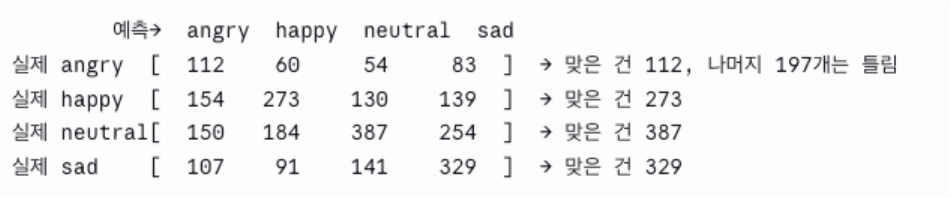 예측→ angry happy neutral sad
실제 angry [ 112 60 54 83 ] → 맞은 건 112, 나머지 197개는 틀림
실제 happy [ 154 273 130 139 ] → 맞은 건 273
실제 neutral[ 150 184 387 254 ] → 맞은 건 387
실제 sad [ 107 91 141 329 ] → 맞은 건 329